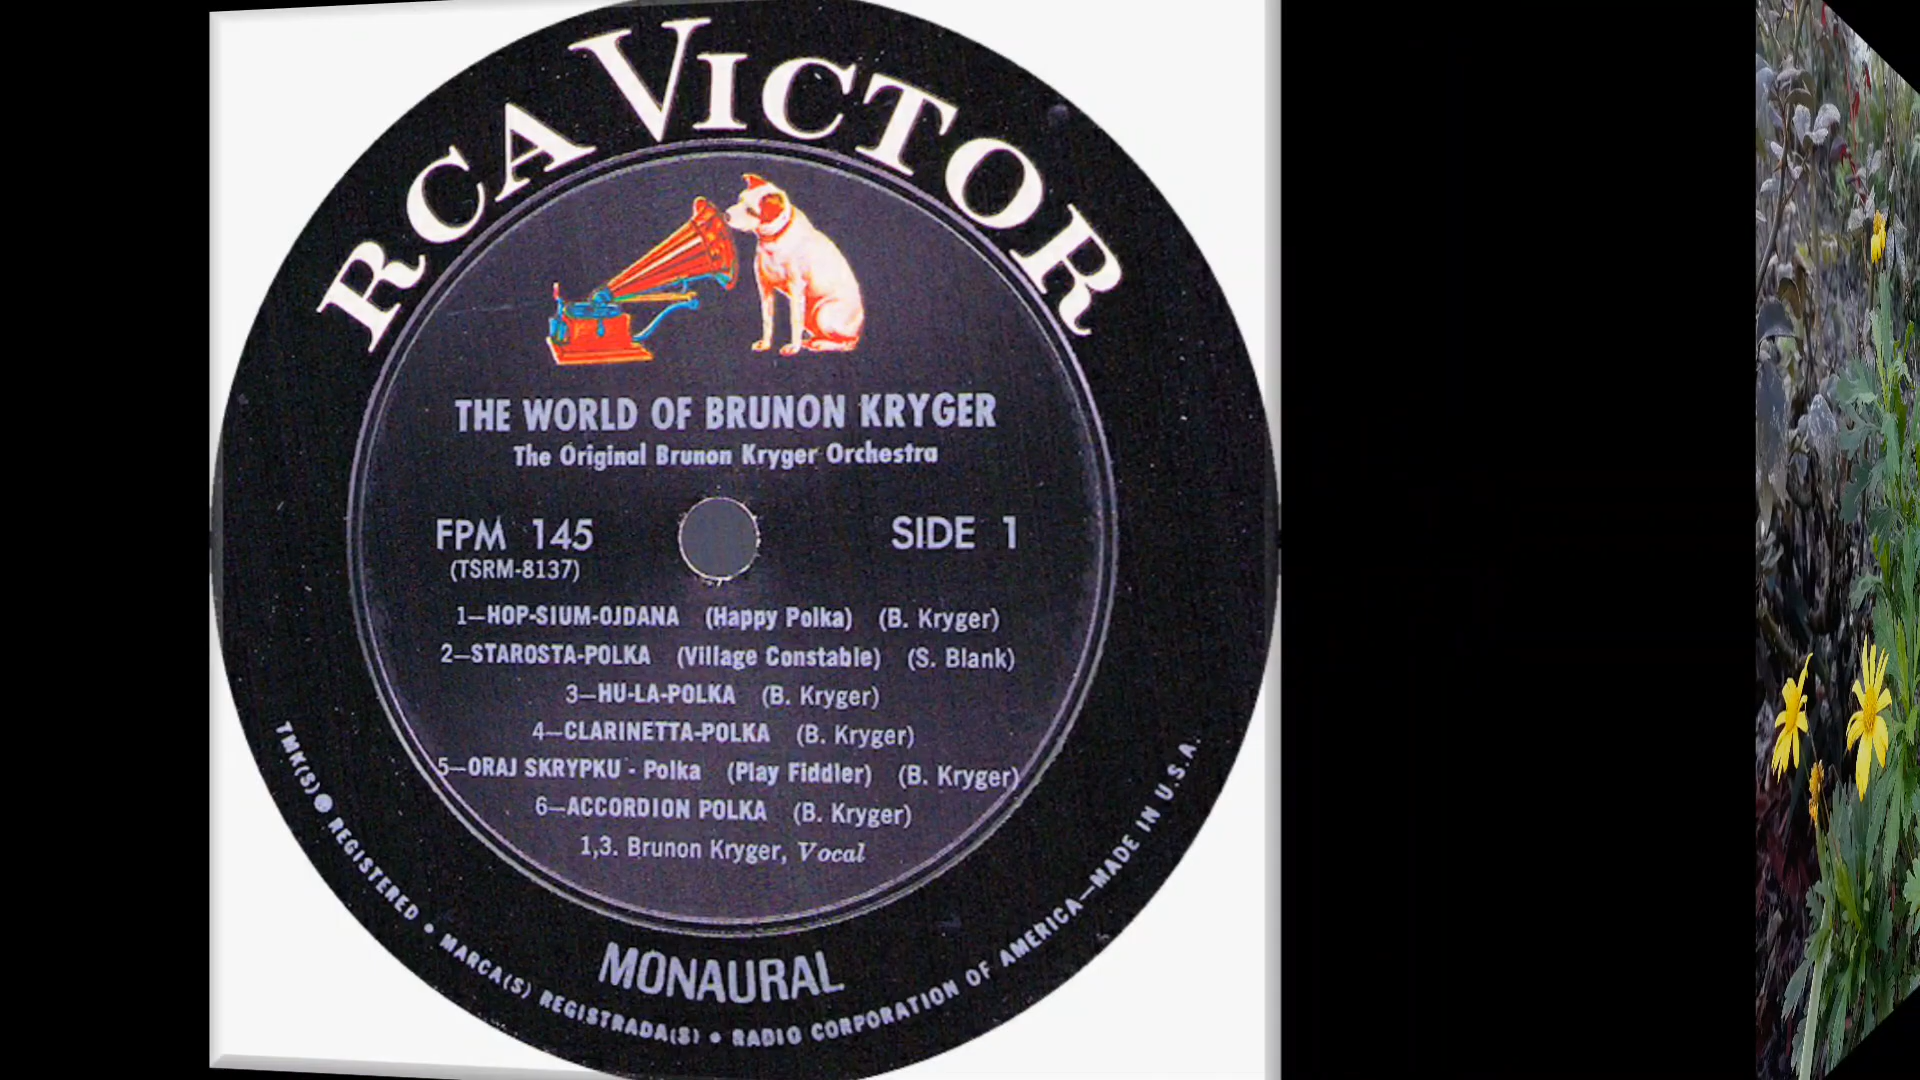 RCA VICTOR
THE WORLD OF BRUNON KRYGER
The Original Brunon Kryger Orchestra
FPM 145
SIDE 1
(TSRM-8137)
1—HOP-SIUM-OJDANA (Happy Polka) (B. Kryger)
2—STAROSTA-POLKA (Village Constable) (S. Blank)
3—HU-LA-POLKA (B. Kryger)
4—CLARINETTA-POLKA (B. Kryger)
5—ORAJ SKRYPKU - Polka (Play Fiddler) (B. Kryger)
6—ACCORDION POLKA (B. Kryger)
1,3. Brunon Kryger, Vocal
MONAURAL
TMK(S)® REGISTERED • MARCA(S) REGISTRADA(S) • RADIO CORPORATION OF AMERICA—MADE IN U.S.A.